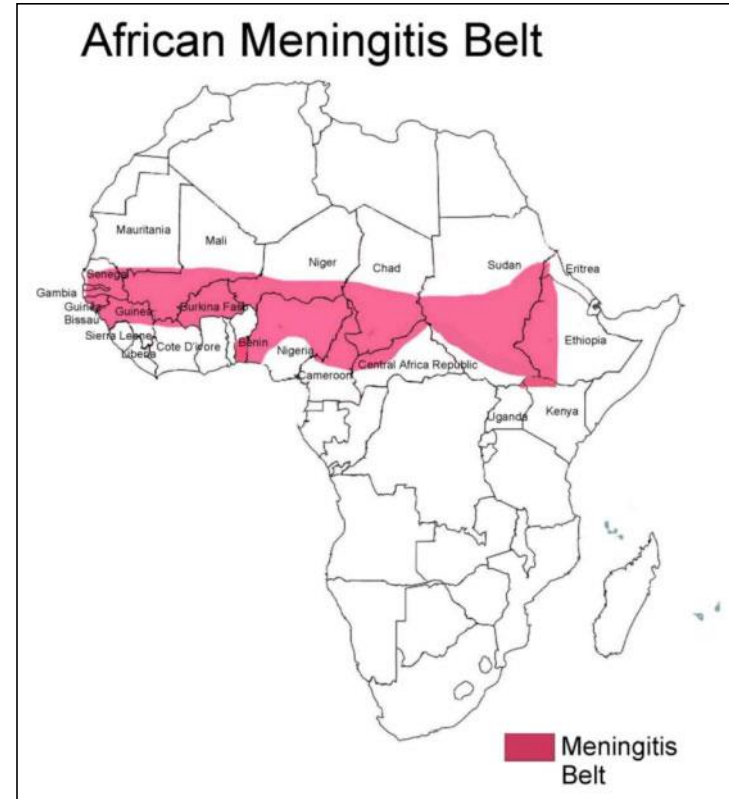 African Meningitis Belt
Mauritania
Mali
Niger
Chad
Sudan
Eritrea
Senegal
Gambia
Guinea
Bissau
Guinea
Burkina Faso
Sierra Leone
Liberia
Cote D'ivore
Benin
Nigeria
Cameroon
Central Africa Republic
Ethiopia
Uganda
Kenya
Meningitis
Belt